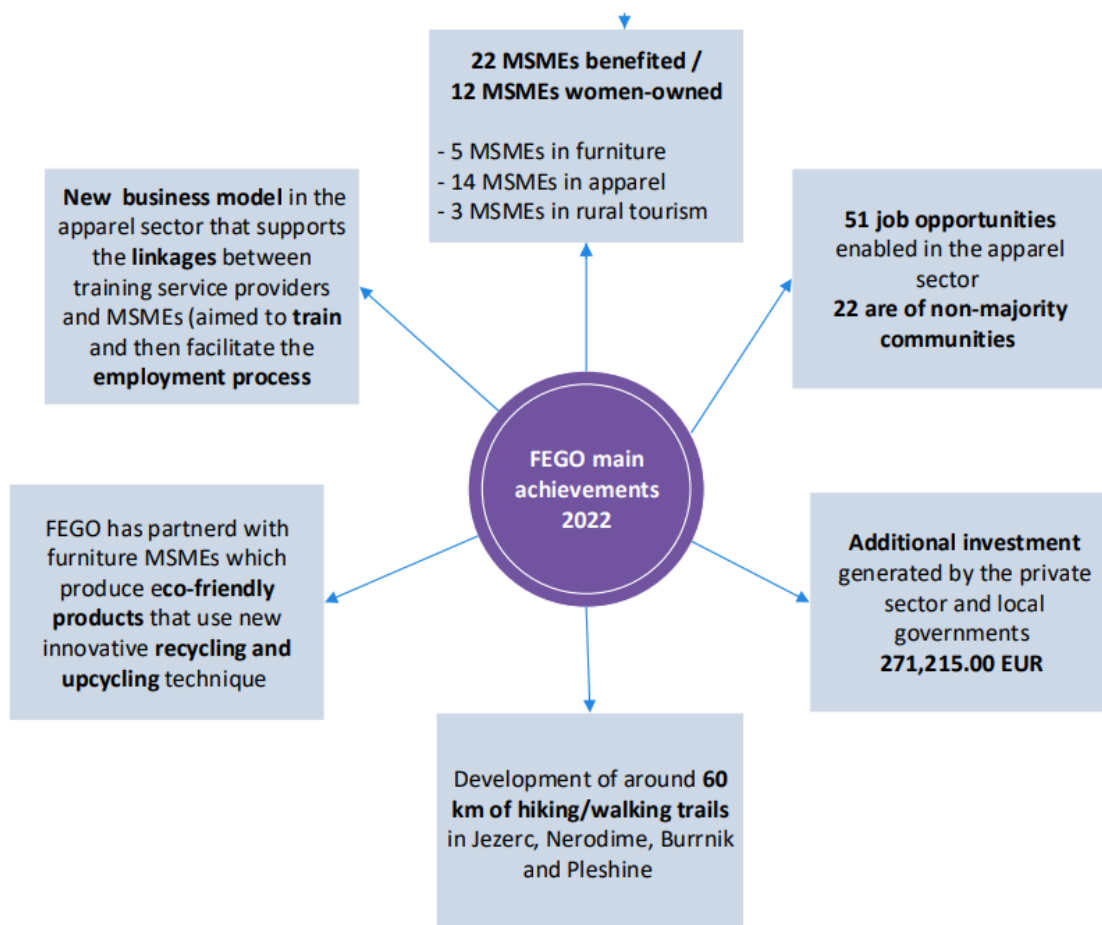 22 MSMEs benefited /
12 MSMEs women-owned
- 5 MSMEs in furniture
- 14 MSMEs in apparel
- 3 MSMEs in rural tourism
New business model in the
apparel sector that supports
the linkages between
training service providers
and MSMEs (aimed to train
and then facilitate the
employment process
51 job opportunities
enabled in the apparel
sector
22 are of non-majority
communities
FEGO main
achievements
2022
FEGO has partnerd with
furniture MSMEs which
produce eco-friendly
products that use new
innovative recycling and
upcycling technique
Additional investment
generated by the private
sector and local
governments
271,215.00 EUR
Development of around 60
km of hiking/walking trails
in Jezerc, Nerodime, Burrnik
and Pleshine